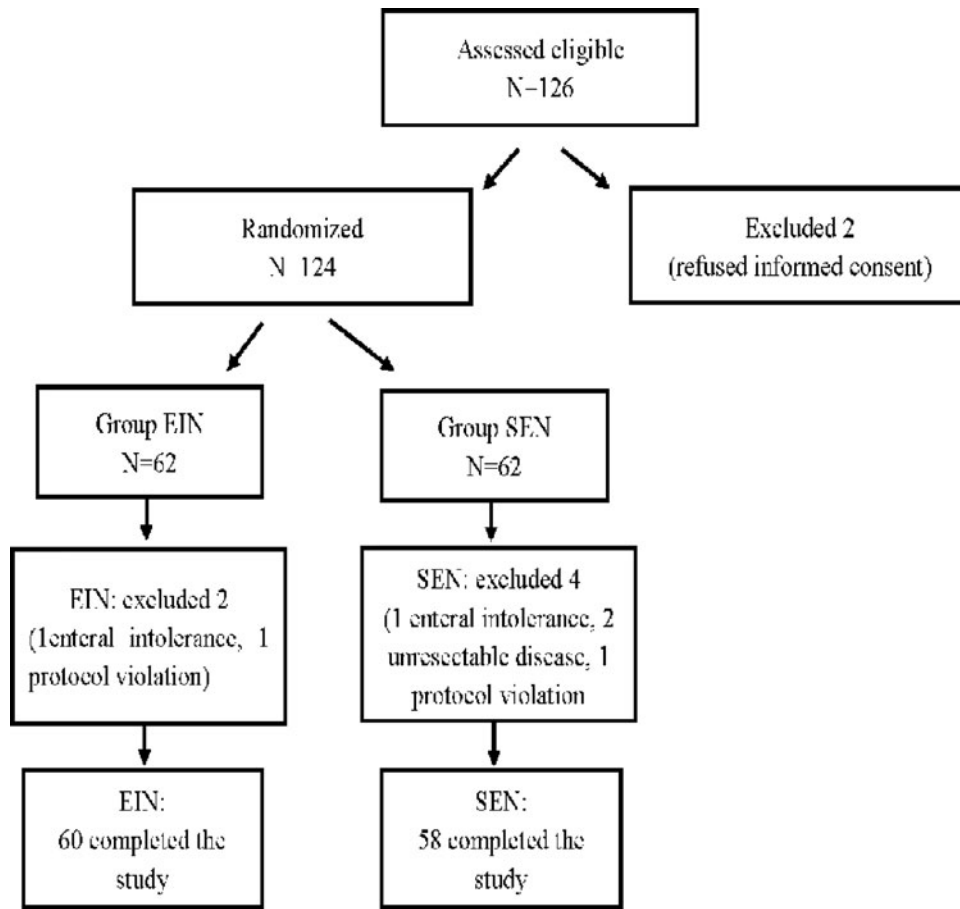 Assessed eligible
N=126
Randomized
N=124
Excluded 2
(refused informed consent)
Group EIN
N=62
Group SEN
N=62
EIN: excluded 2
(1enteral intolerance, 1
protocol violation)
SEN: excluded 4
(1 enteral intolerance, 2
unresectable disease, 1
protocol violation
EIN:
60 completed the
study
SEN:
58 completed the
study